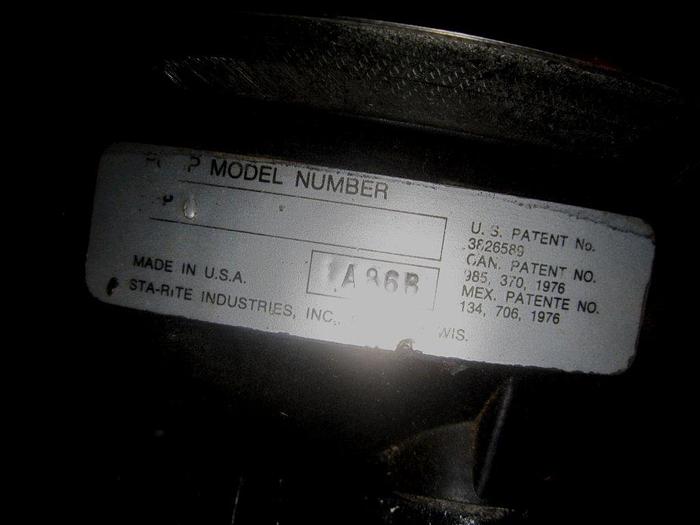 P MODEL NUMBER
P
MADE IN U.S.A.
A86B
STA-RITE INDUSTRIES, INC., WIS.
U. S. PATENT No.
3826589
CAN. PATENT NO.
985, 370, 1976
MEX. PATENTE NO.
134, 706, 1976